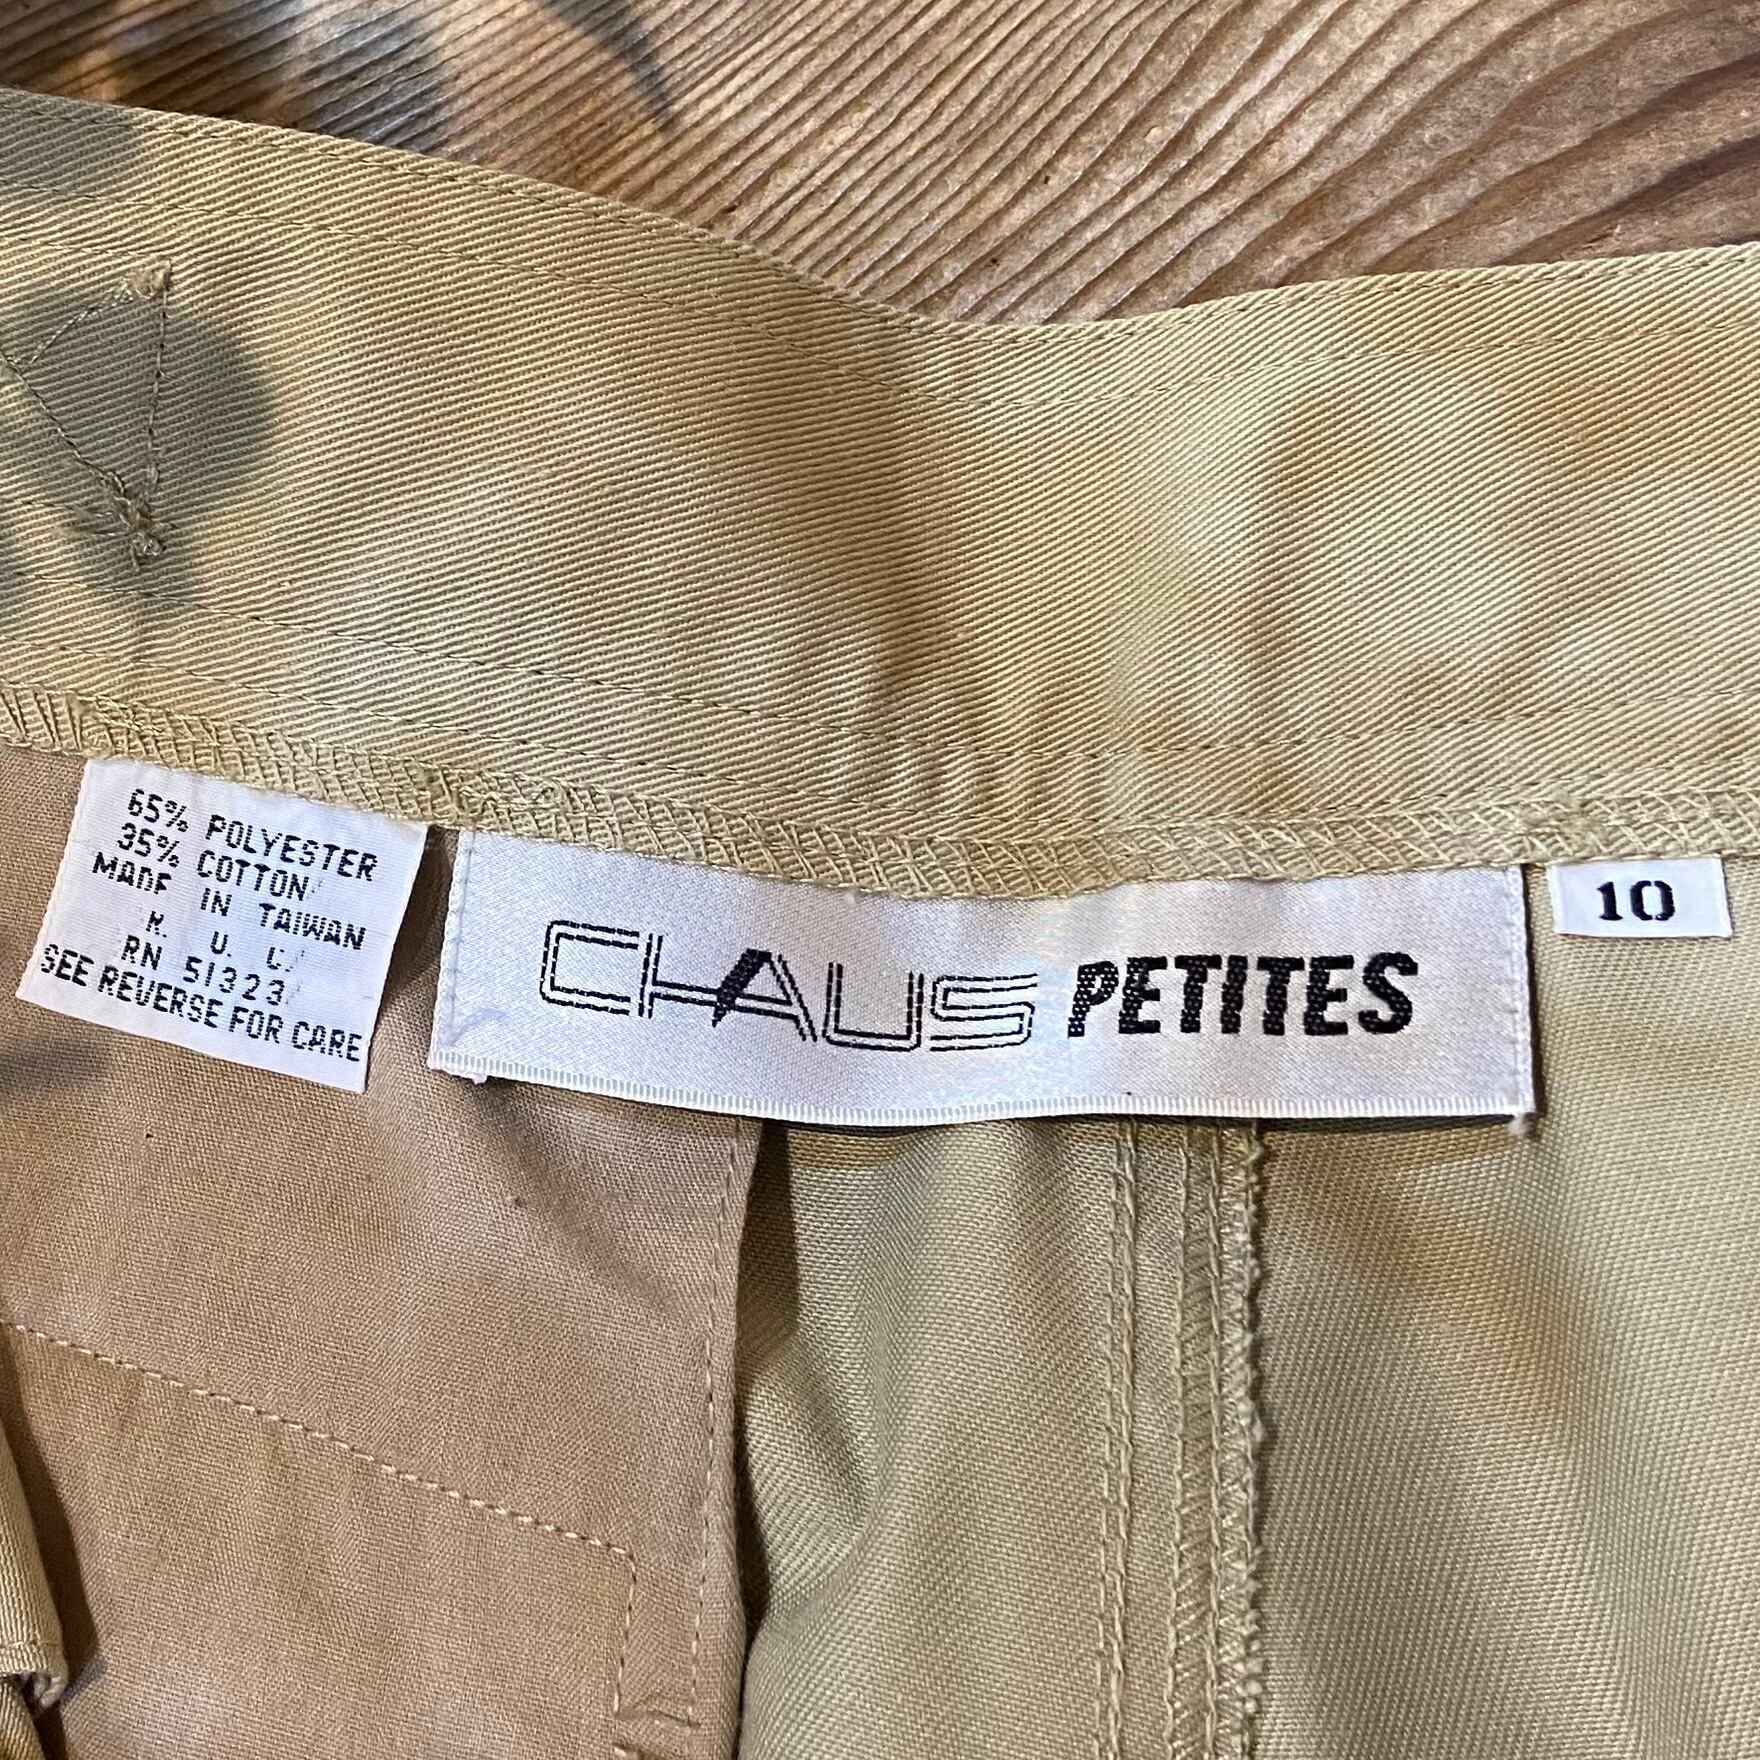 65% POLYESTER
35% COTTON
MADE IN TAIWAN
R. U. C.
RN 51323
SEE REVERSE FOR CARE
CHAUS PETITES
10